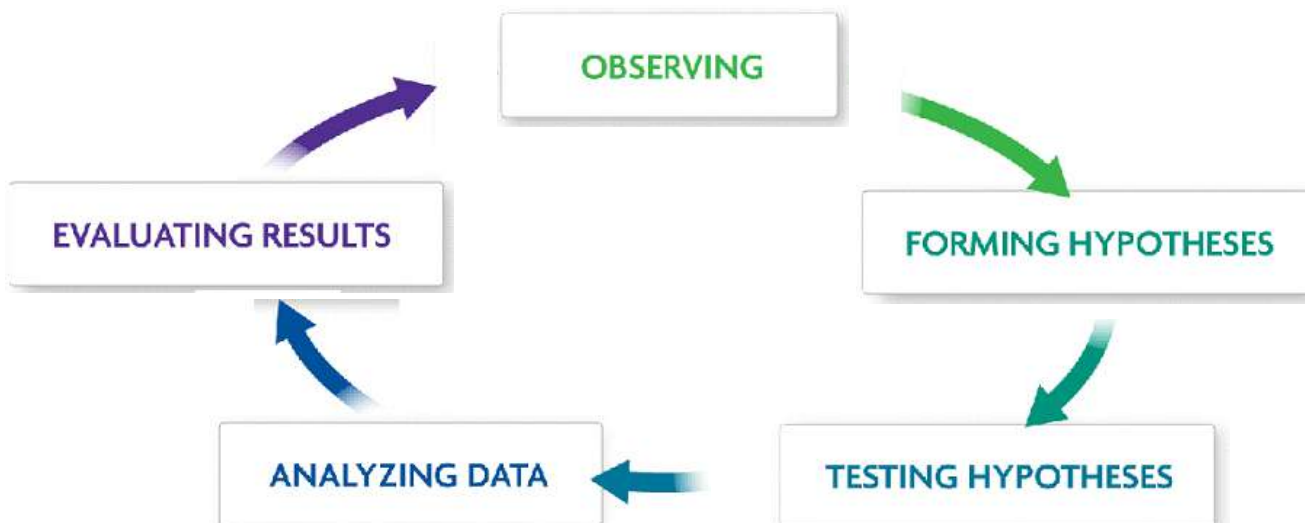 OBSERVING
FORMING HYPOTHESES
TESTING HYPOTHESES
ANALYZING DATA
EVALUATING RESULTS